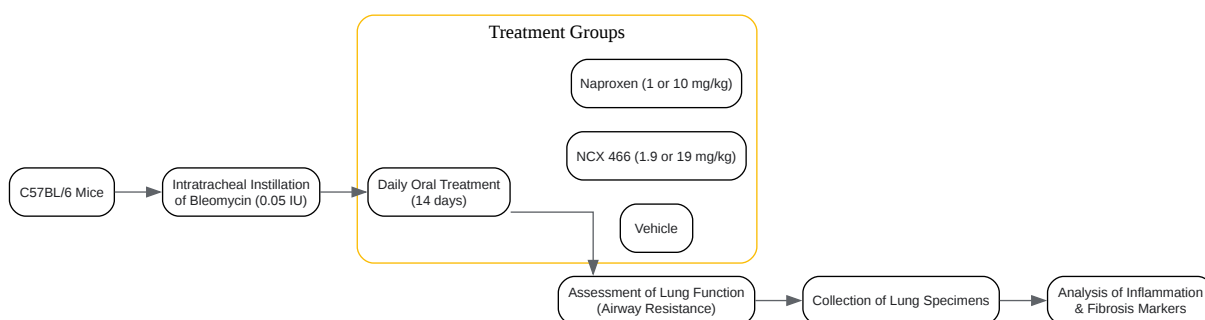 Treatment Groups
Naproxen (1 or 10 mg/kg)
NCX 466 (1.9 or 19 mg/kg)
C57BL/6 Mice
Intratracheal Instillation
of Bleomycin (0.05 IU)
Daily Oral Treatment
(14 days)
Vehicle
Assessment of Lung Function
(Airway Resistance)
Collection of Lung Specimens
Analysis of Inflammation
& Fibrosis Markers